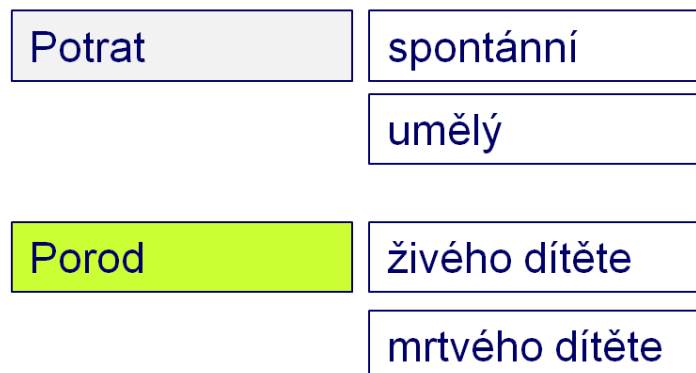 Potrat
spontánní
umělý
Porod
živého dítěte
mrtvého dítěte